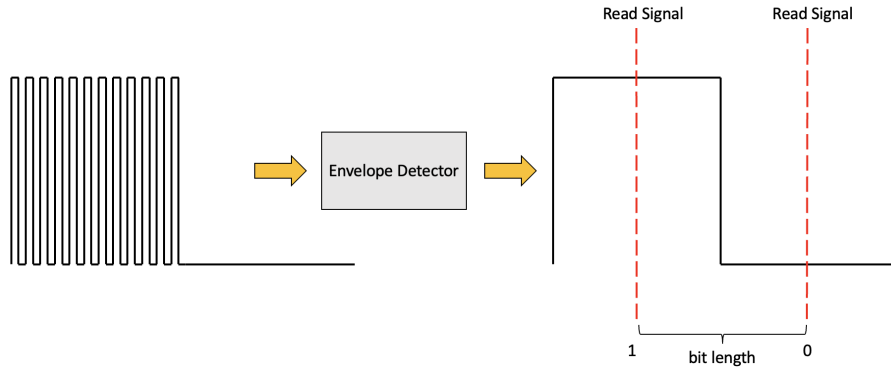 Read Signal
Read Signal
Envelope Detector
1
bit length
0